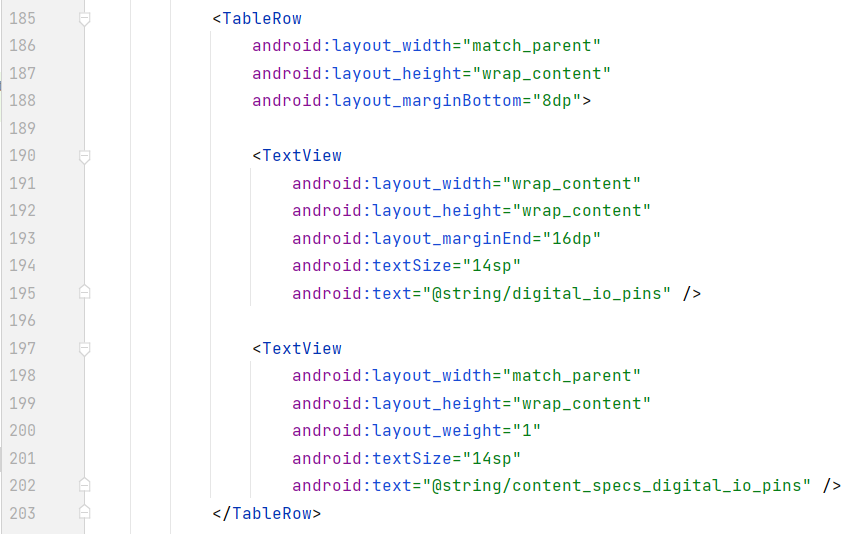 185 <TableRow
186 android:layout_width="match_parent"
187 android:layout_height="wrap_content"
188 android:layout_marginBottom="8dp">
189
190 <TextView
191 android:layout_width="wrap_content"
192 android:layout_height="wrap_content"
193 android:layout_marginEnd="16dp"
194 android:textSize="14sp"
195 android:text="@string/digital_io_pins" />
196
197 <TextView
198 android:layout_width="match_parent"
199 android:layout_height="wrap_content"
200 android:layout_weight="1"
201 android:textSize="14sp"
202 android:text="@string/content_specs_digital_io_pins" />
203 </TableRow>